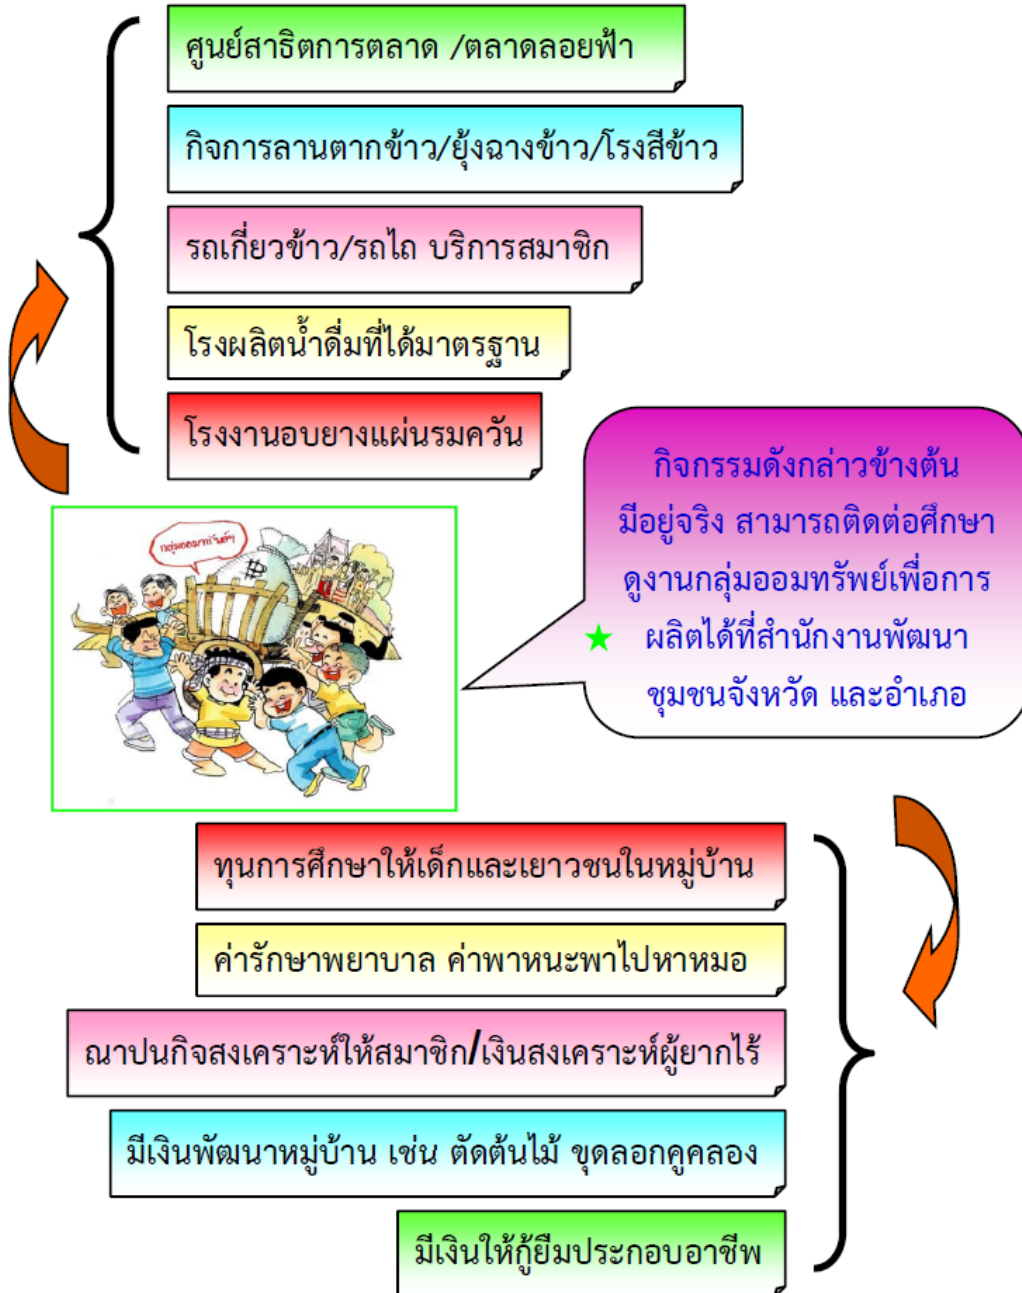 ศูนย์สาธิตการตลาด /ตลาดลอยฟ้า
กิจการลานตากข้าว/ยุ้งฉางข้าว/โรงสีข้าว
รถเกี่ยวข้าว/รถไถ บริการสมาชิก
โรงผลิตน้ำดื่มที่ได้มาตรฐาน
โรงงานอบยางแผ่นรมควัน
กิจกรรมดังกล่าวข้างต้น
มีอยู่จริง สามารถติดต่อศึกษา
ดูงานกลุ่มออมทรัพย์เพื่อการ
ผลิตได้ที่สำนักงานพัฒนา
ชุมชนจังหวัด และอำเภอ
กลุ่มออมทรัพย์ฯ
ทุนการศึกษาให้เด็กและเยาวชนในหมู่บ้าน
ค่ารักษาพยาบาล ค่าพาหนะพาไปหาหมอ
ณาปนกิจสงเคราะห์ให้สมาชิก/เงินสงเคราะห์ผู้ยากไร้
มีเงินพัฒนาหมู่บ้าน เช่น ตัดต้นไม้ ขุดลอกคูคลอง
มีเงินให้กู้ยืมประกอบอาชีพ